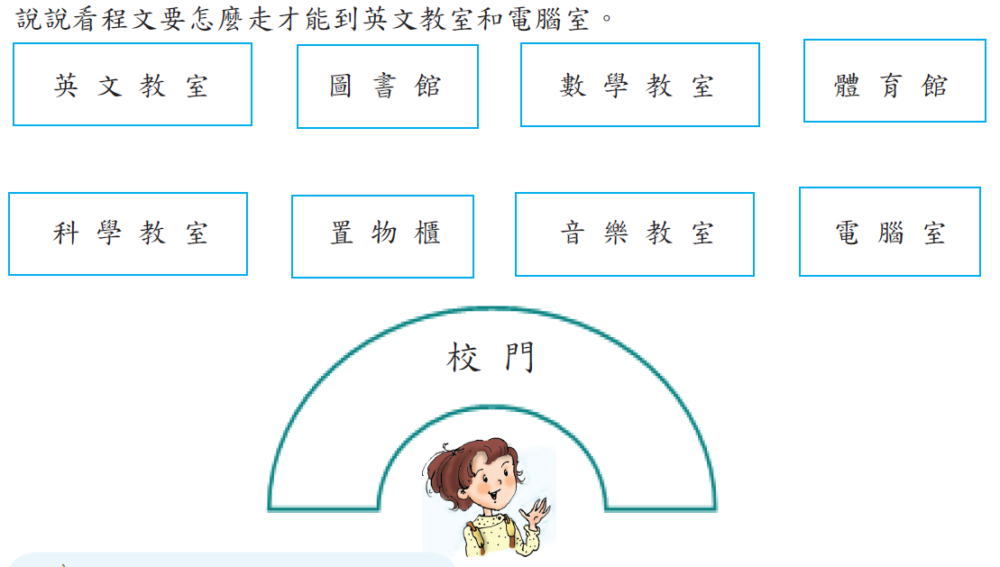 說說看程文要怎麼走才能到英文教室和電腦室。
英文教室 圖書館 數學教室 體育館
科學教室 置物櫃 音樂教室 電腦室
校門